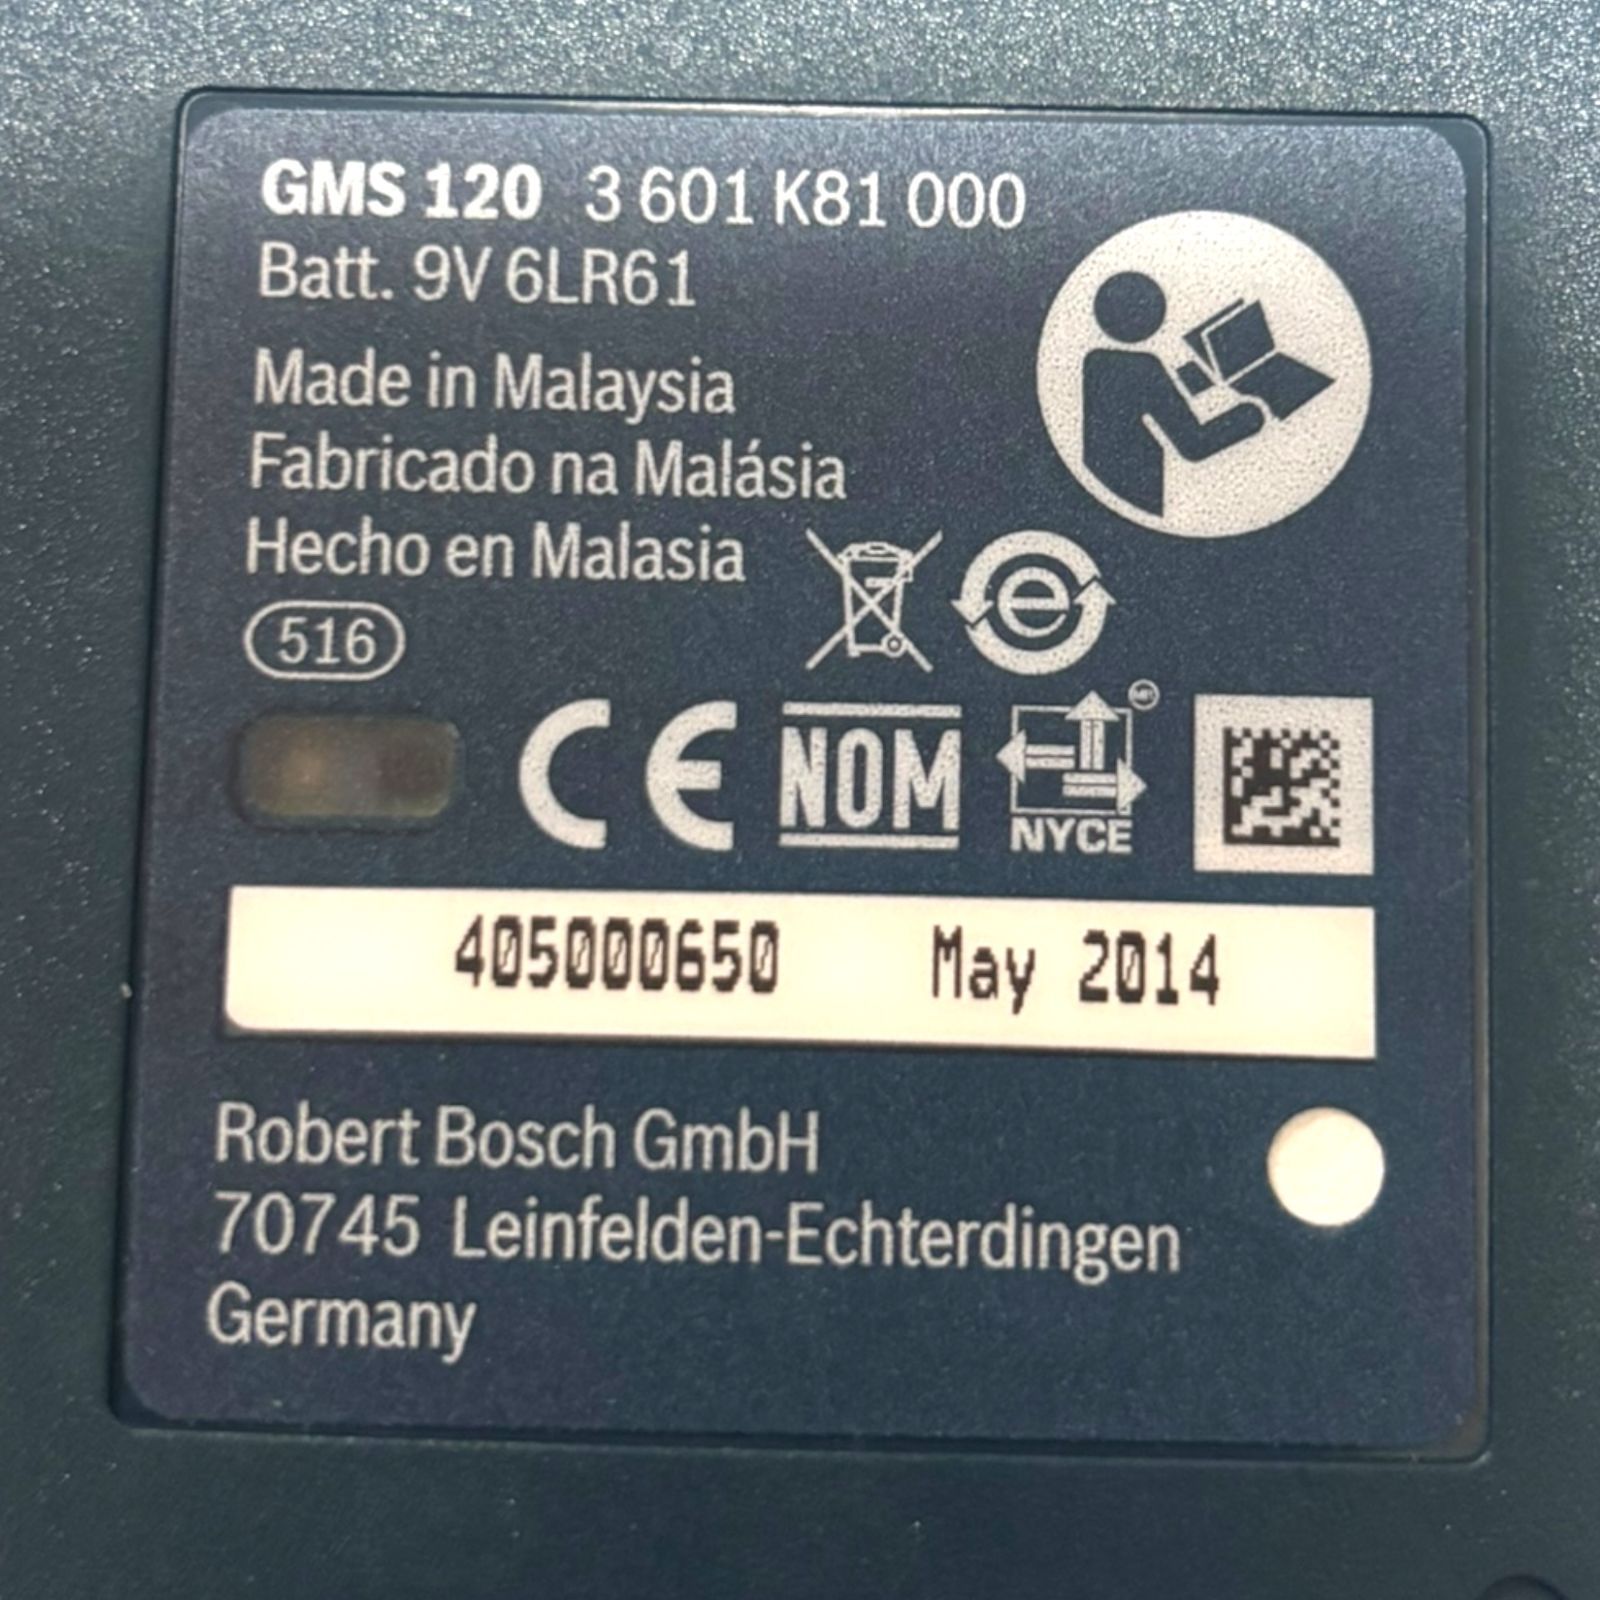 GMS 120 3 601 K81 000
Batt. 9V 6LR61
Made in Malaysia
Fabricado na Malásia
Hecho en Malasia
516
e
CE NOM NYCE
405000650 May 2014
Robert Bosch GmbH
70745 Leinfelden-Echterdingen
Germany